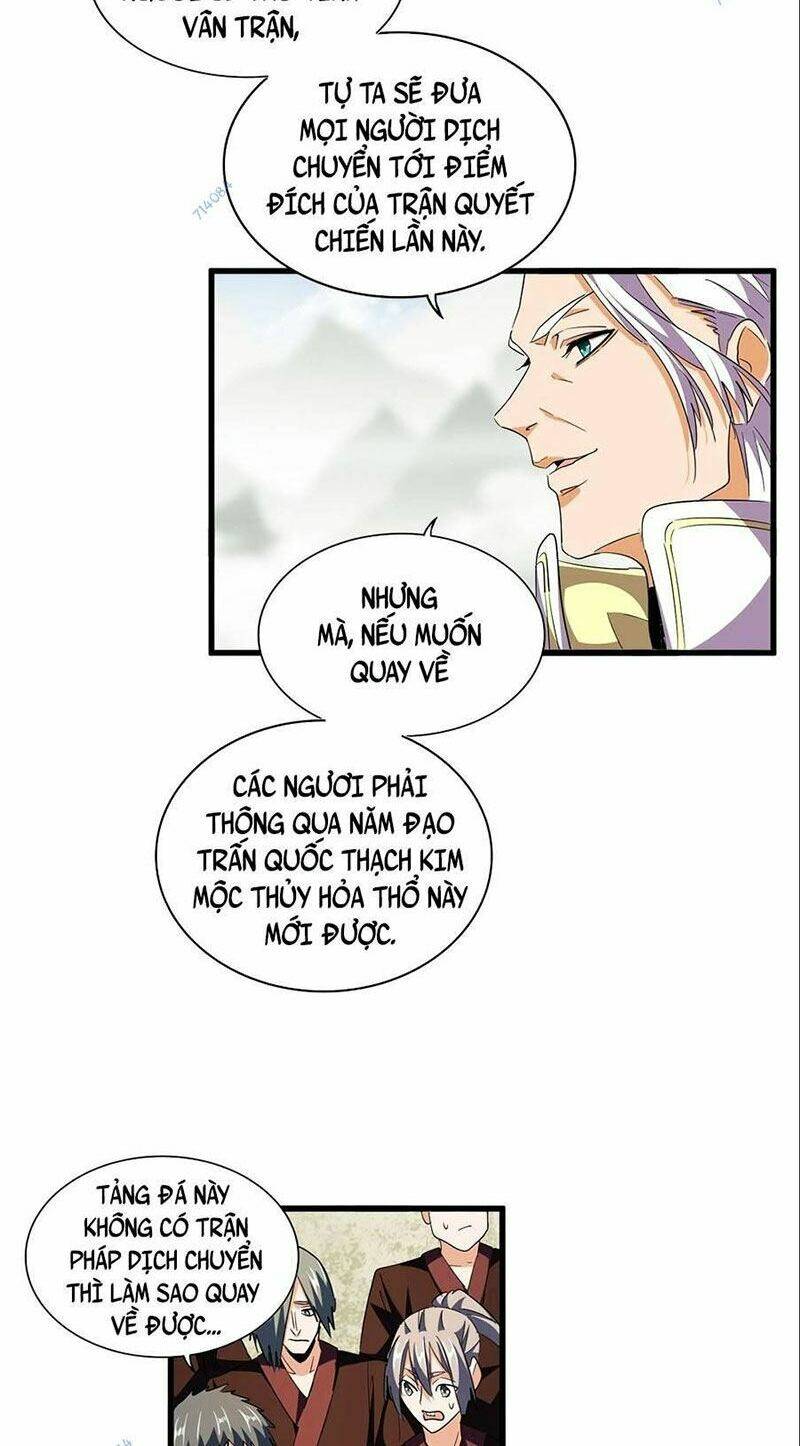 VÂN TRẬN,
TỰ TA SẼ ĐƯA
MỌI NGƯỜI DỊCH
CHUYỂN TỚI ĐIỂM
ĐÍCH CỦA TRẬN QUYẾT
CHIẾN LẦN NÀY.
714084
NHƯNG
MÀ, NẾU MUỐN
QUAY VỀ
CÁC NGƯƠI PHẢI
THÔNG QUA NĂM ĐẠO
TRẤN QUỐC THẠCH KIM
MỘC THỦY HỎA THỔ NÀY
MỚI ĐƯỢC.
TẢNG ĐÁ NÀY
KHÔNG CÓ TRẬN
PHÁP DỊCH CHUYỂN
THÌ LÀM SAO QUAY
VỀ ĐƯỢC...